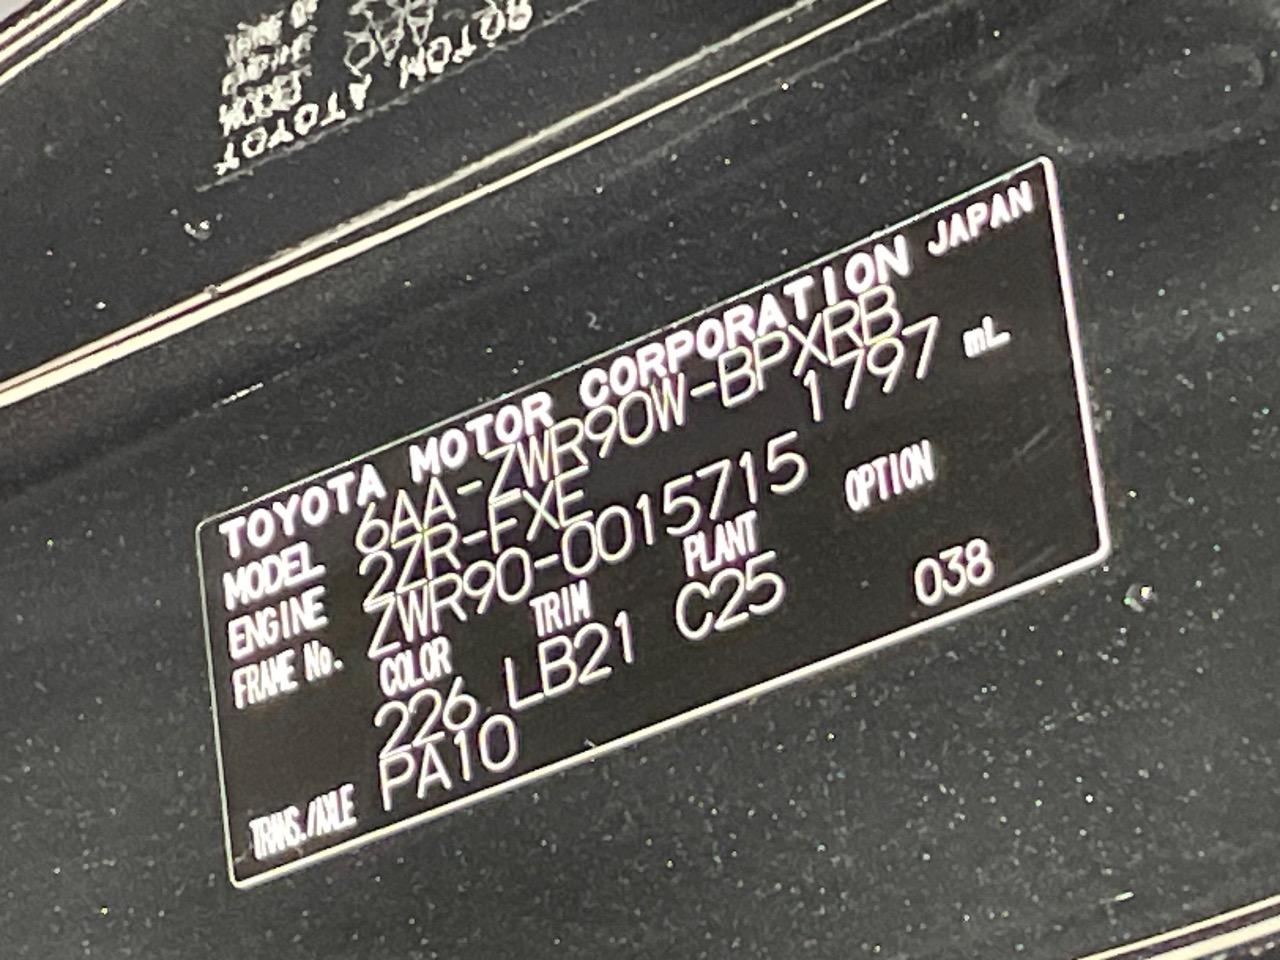 TOYOTA MOTOR CORPORATION JAPAN
MODEL 6AA-ZWR90W-BPXRB
ENGINE 2ZR-FXE 1797 mL
FRAME No. ZWR90-0015715
COLOR TRIM PLANT OPTION
226 LB21 C25 038
TRANS./AXLE PA10